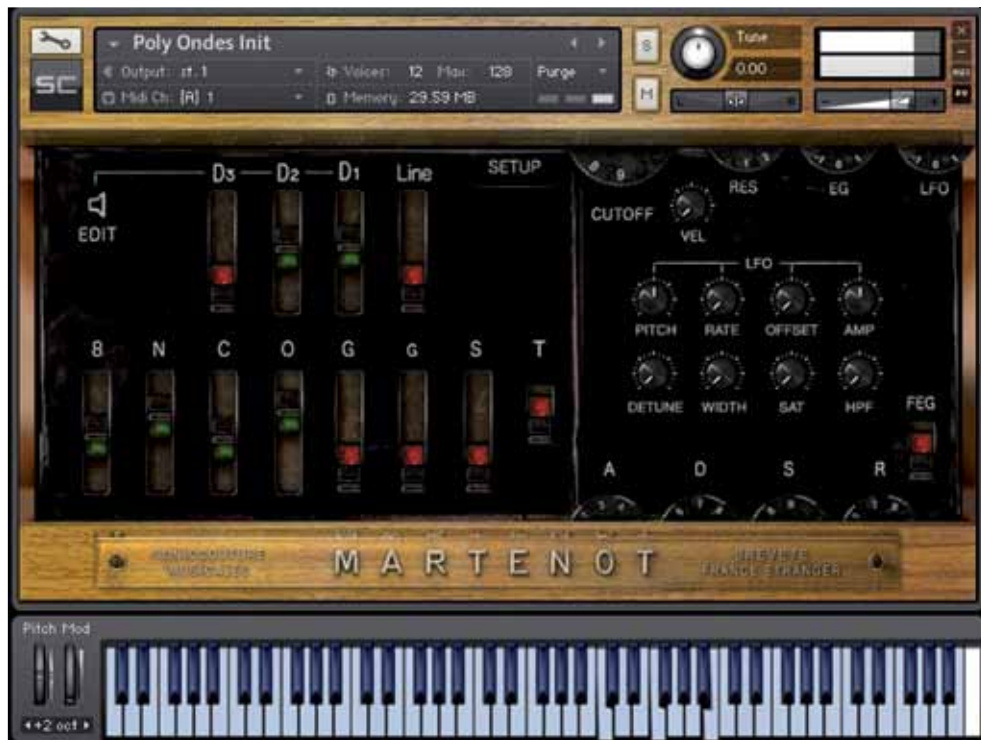 Poly Ondes Init
Output: st. 1
Voices: 12 Max: 128 Purge
Midi Ch: [A] 1
Memory: 29.59 MB
SC
S
M
Tune
0.00
L
R
D3 D2 D1 Line
SETUP
EDIT
B N C O G G S T
CUTOFF
RES
EG
LFO
VEL
LFO
PITCH RATE OFFSET AMP
DETUNE WIDTH SAT HPF
FEG
A D S R
MARTENOT
FRANCE ETRANGER
Pitch Mod
+2 oct